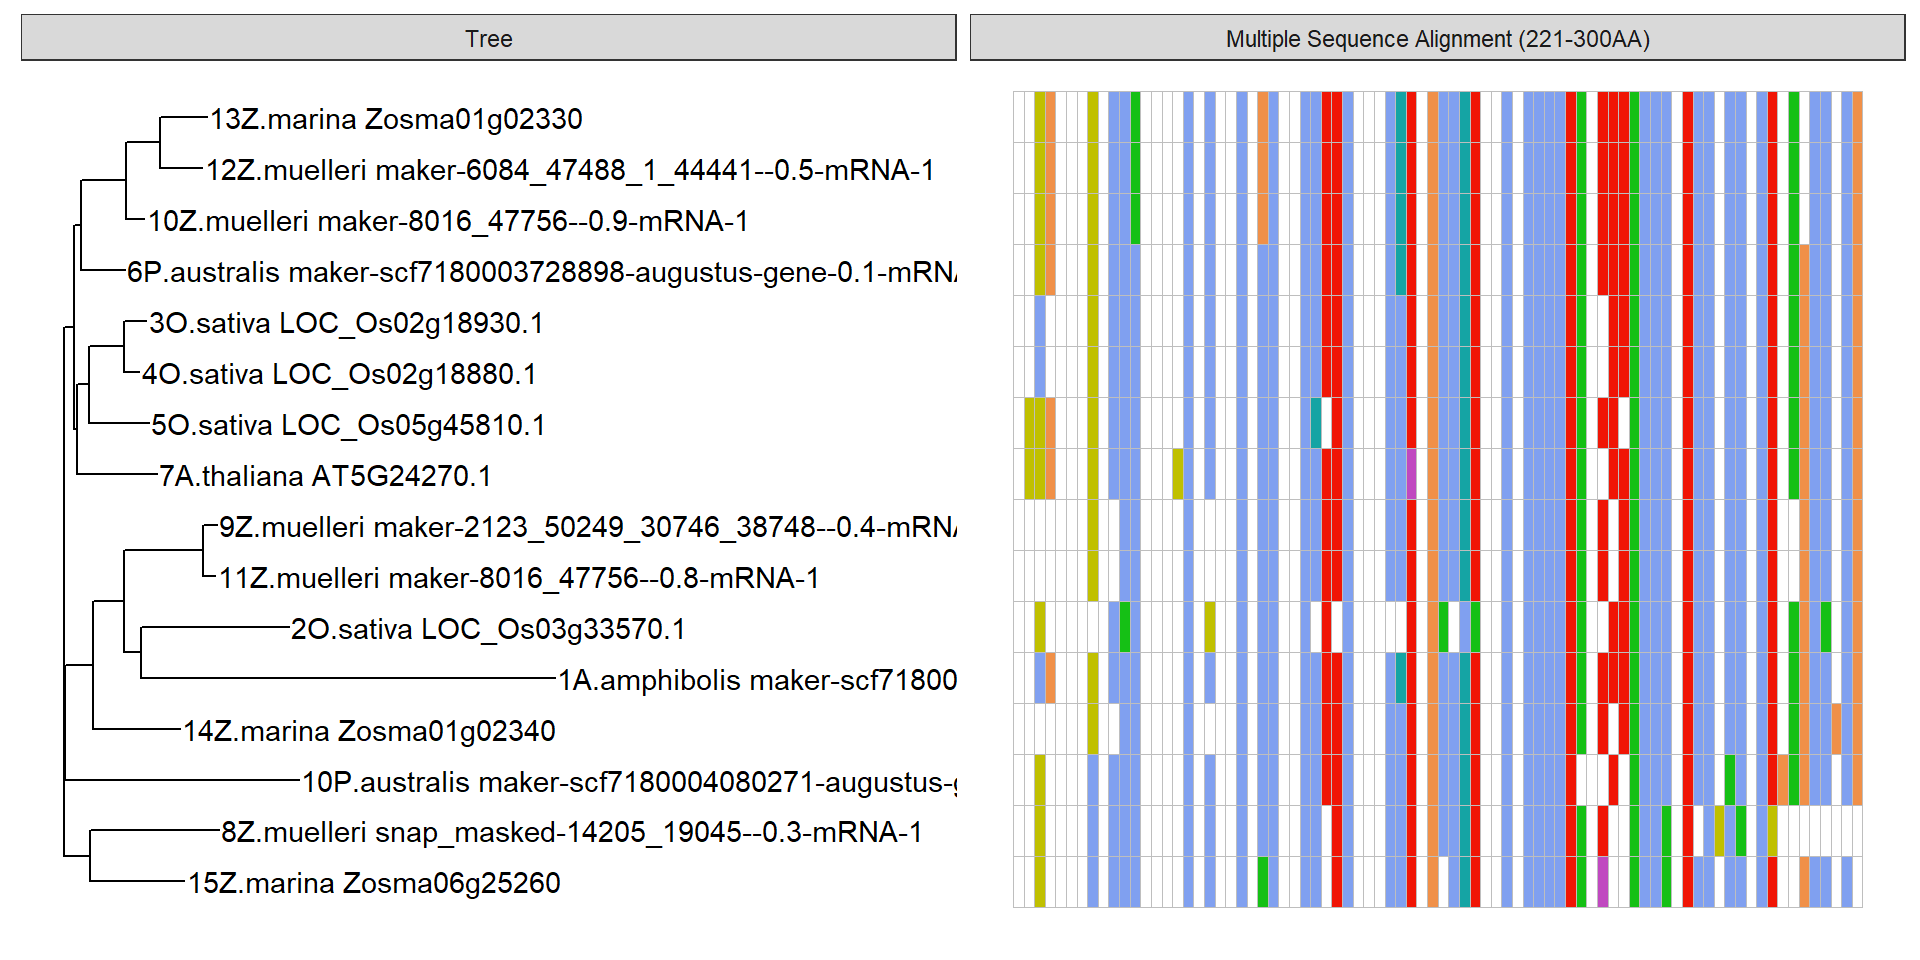 Tree
Multiple Sequence Alignment (221-300AA)
13Z.marina Zosma01g02330
12Z.muelleri maker-6084_47488_1_44441--0.5-mRNA-1
10Z.muelleri maker-8016_47756--0.9-mRNA-1
6P.australis maker-scf7180003728898-augustus-gene-0.1-mRN
3O.sativa LOC_Os02g18930.1
4O.sativa LOC_Os02g18880.1
5O.sativa LOC_Os05g45810.1
7A.thaliana AT5G24270.1
9Z.muelleri maker-2123_50249_30746_38748--0.4-mRN
11Z.muelleri maker-8016_47756--0.8-mRNA-1
2O.sativa LOC_Os03g33570.1
1A.amphibolis maker-scf71800
14Z.marina Zosma01g02340
10P.australis maker-scf7180004080271-augustus-
8Z.muelleri snap_masked-14205_19045--0.3-mRNA-1
15Z.marina Zosma06g25260